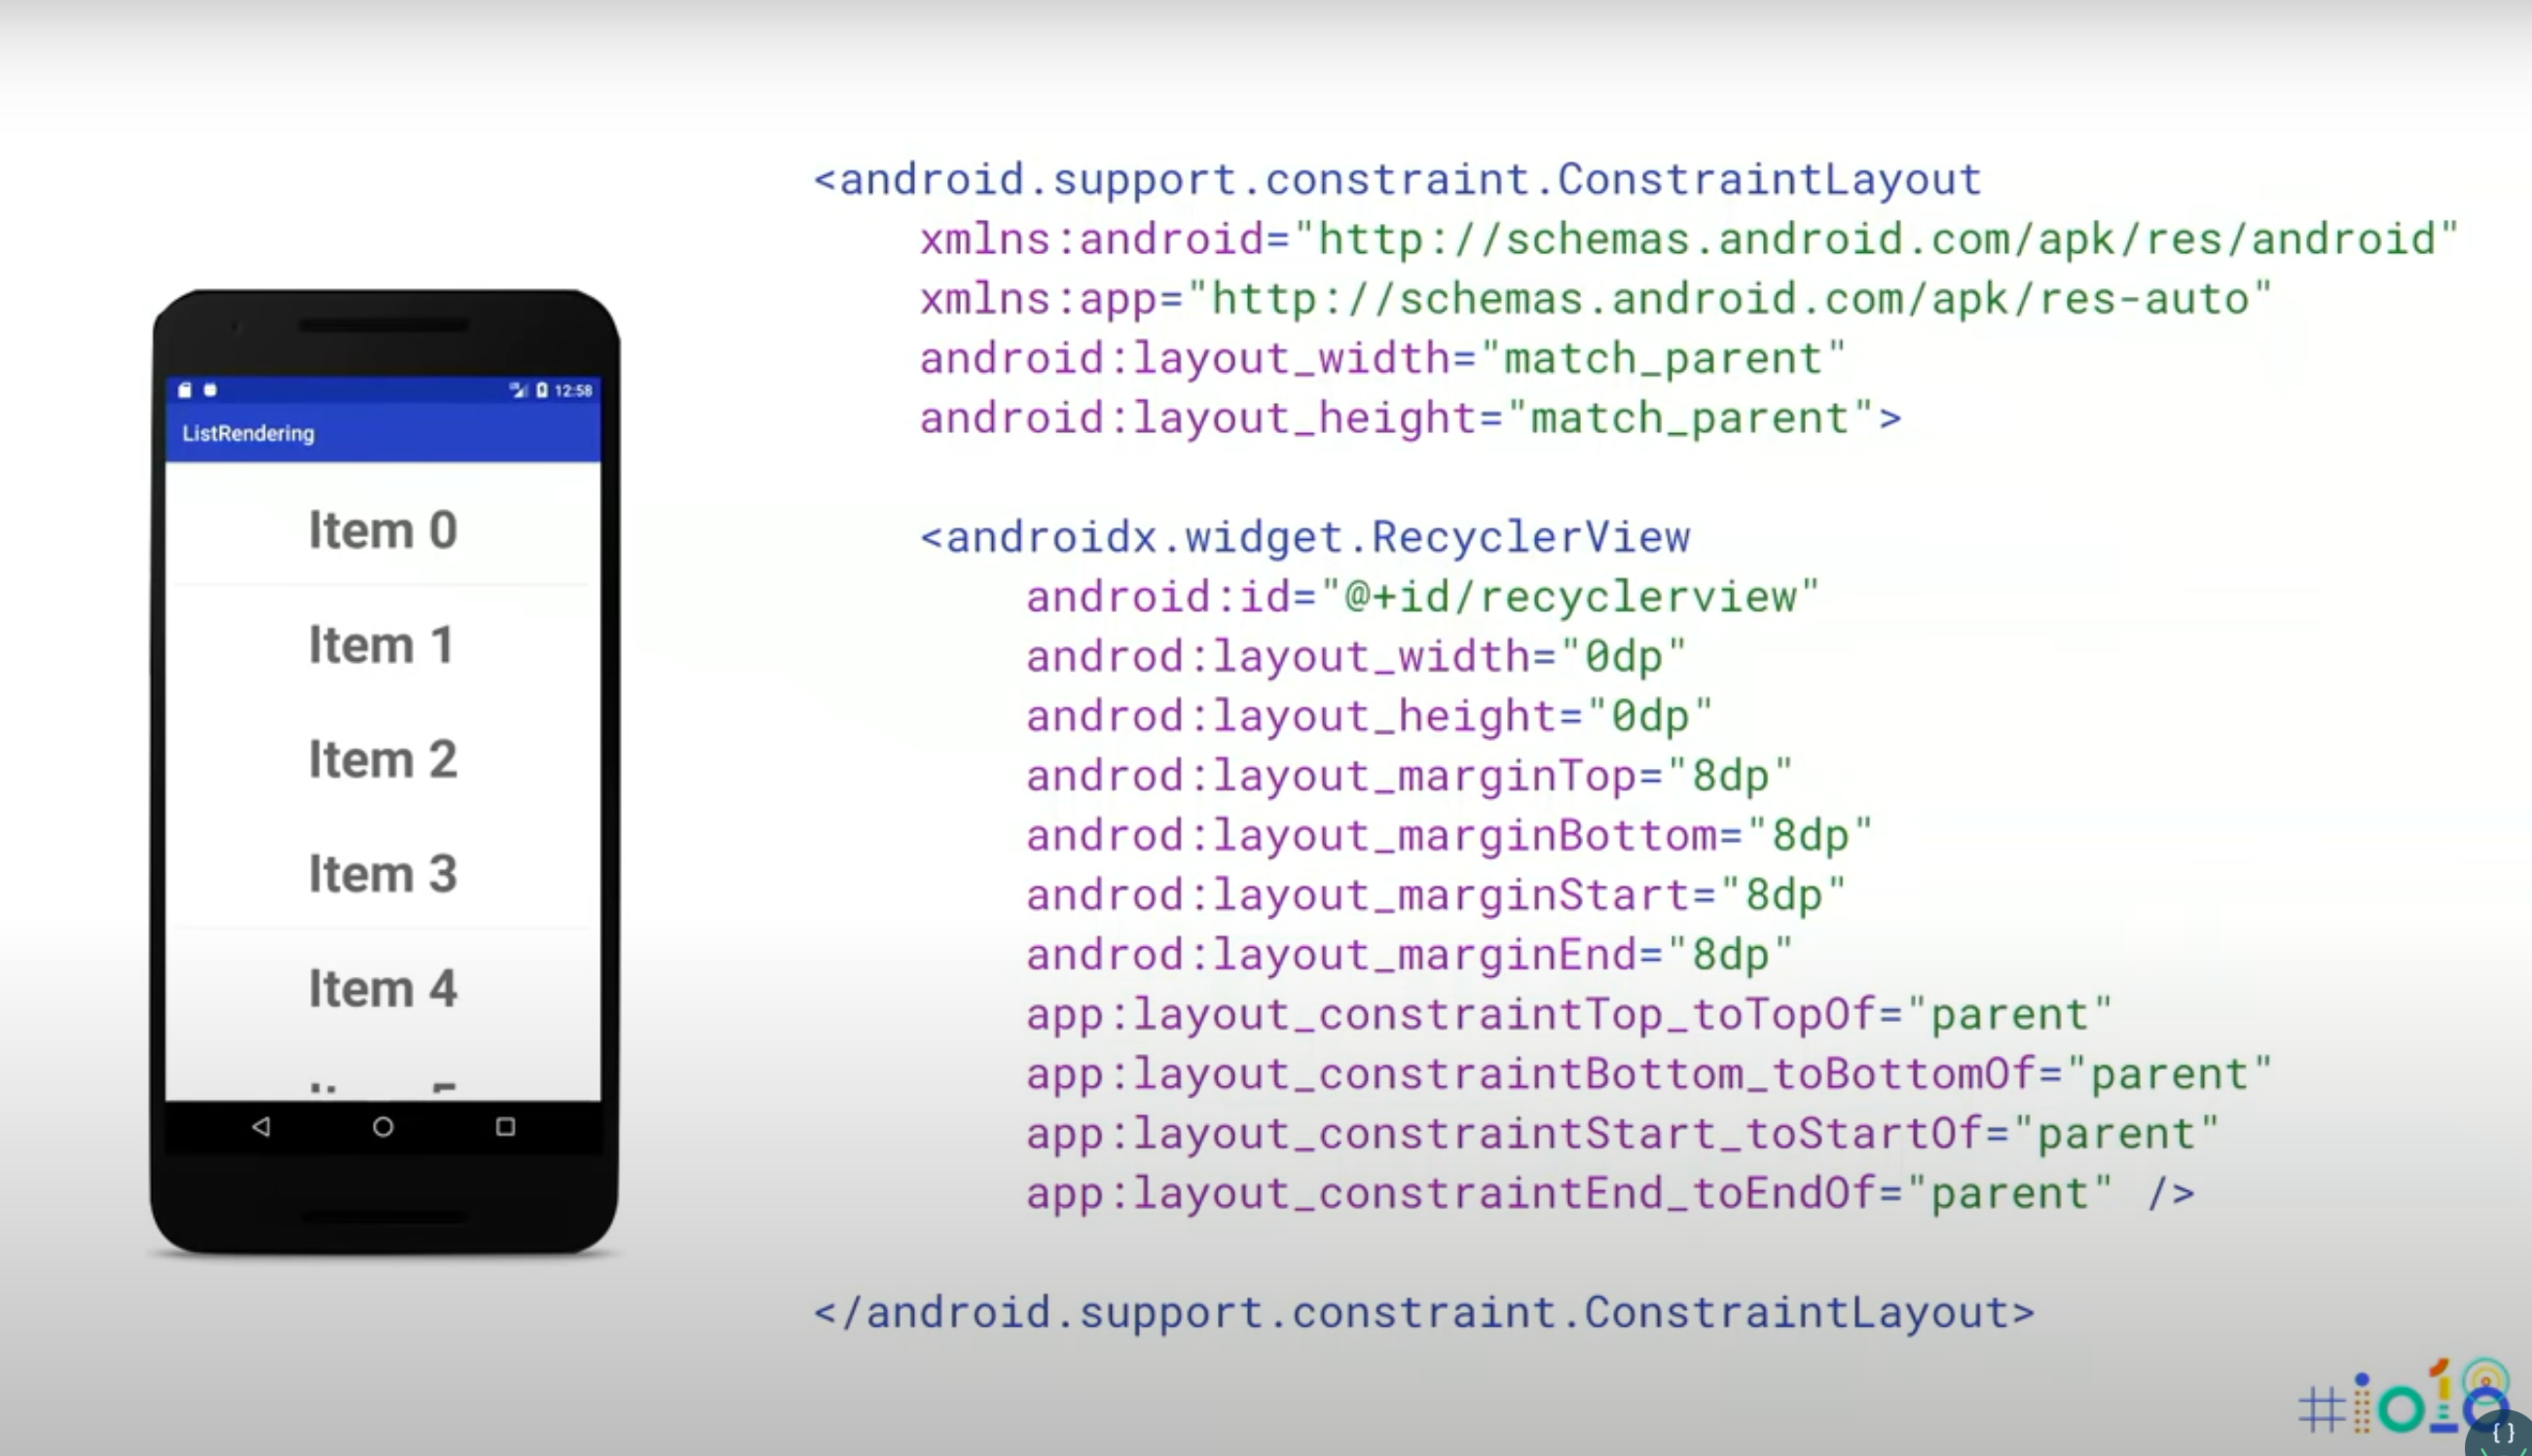 12:58
ListRendering
Item 0
Item 1
Item 2
Item 3
Item 4
<android.support.constraint.ConstraintLayout
xmlns:android="http://schemas.android.com/apk/res/android"
xmlns:app="http://schemas.android.com/apk/res-auto"
android:layout_width="match_parent"
android:layout_height="match_parent">
<androidx.widget.RecyclerView
android:id="@+id/recyclerview"
androd:layout_width="0dp"
androd:layout_height="0dp"
androd:layout_marginTop="8dp"
androd:layout_marginBottom="8dp"
androd:layout_marginStart="8dp"
androd:layout_marginEnd="8dp"
app:layout_constraintTop_toTopOf="parent"
app:layout_constraintBottom_toBottomOf="parent"
app:layout_constraintStart_toStartOf="parent"
app:layout_constraintEnd_toEndOf="parent" />
</android.support.constraint.ConstraintLayout>
#io18
{ }